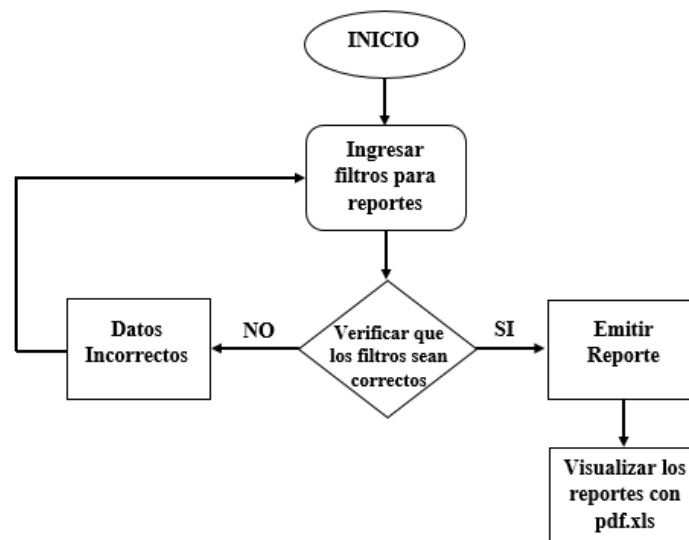 INICIO
Ingresar
filtros para
reportes
Datos
Incorrectos
NO
Verificar que
los filtros sean
correctos
SI
Emitir
Reporte
Visualizar los
reportes con
pdf.xls